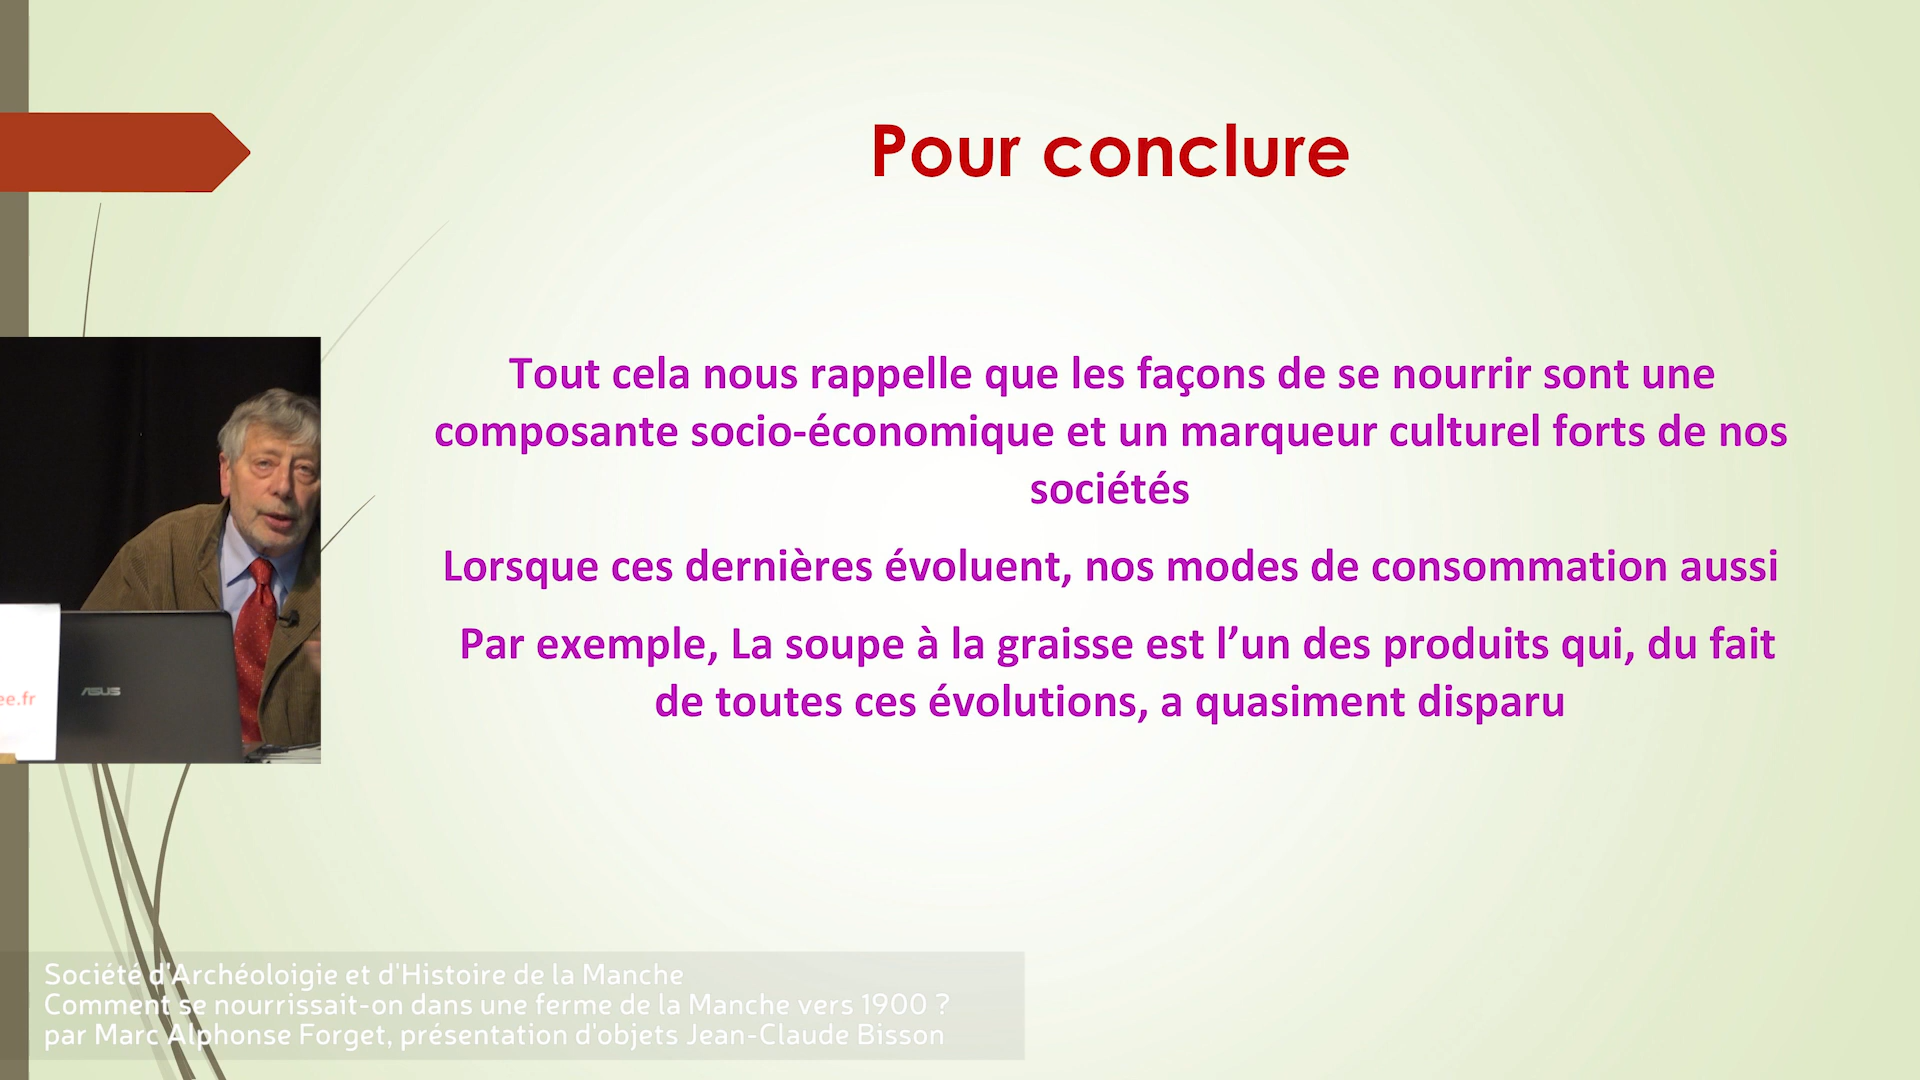 Pour conclure
Tout cela nous rappelle que les façons de se nourrir sont une
composante socio-économique et un marqueur culturel forts de nos
sociétés
Lorsque ces dernières évoluent, nos modes de consommation aussi
Par exemple, La soupe à la graisse est l’un des produits qui, du fait
de toutes ces évolutions, a quasiment disparu
ee.fr
ASUS
Société d'Archéoloigie et d'Histoire de la Manche
Comment se nourrissait-on dans une ferme de la Manche vers 1900 ?
par Marc Alphonse Forget, présentation d'objets Jean-Claude Bisson